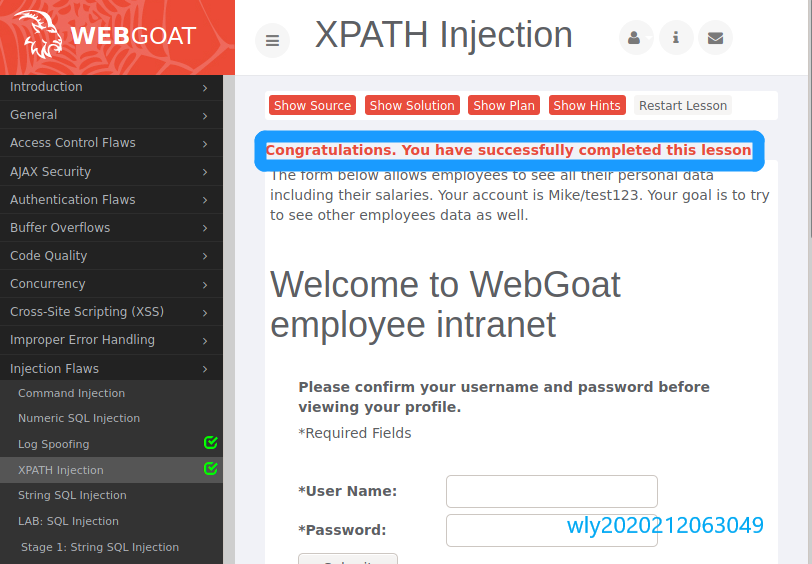 WEBGOAT
XPATH Injection
Introduction
General
Access Control Flaws
AJAX Security
Authentication Flaws
Buffer Overflows
Code Quality
Concurrency
Cross-Site Scripting (XSS)
Improper Error Handling
Injection Flaws
Command Injection
Numeric SQL Injection
Log Spoofing
XPATH Injection
String SQL Injection
LAB: SQL Injection
Stage 1: String SQL Injection
Show Source Show Solution Show Plan Show Hints Restart Lesson
Congratulations. You have successfully completed this lesson
The form below allows employees to see all their personal data
including their salaries. Your account is Mike/test123. Your goal is to try
to see other employees data as well.
Welcome to WebGoat
employee intranet
Please confirm your username and password before
viewing your profile.
*Required Fields
*User Name:
*Password:
wly2020212063049